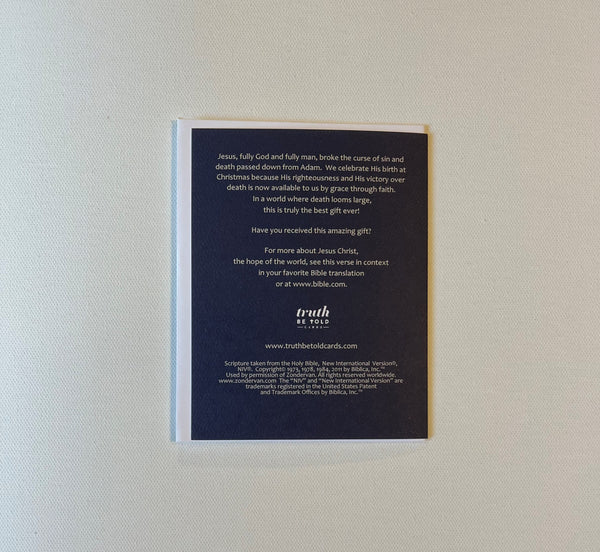 Jesus, fully God and fully man, broke the curse of sin and
death passed down from Adam. We celebrate His birth at
Christmas because His righteousness and His victory over
death is now available to us by grace through faith.
In a world where death looms large,
this is truly the best gift ever!
Have you received this amazing gift?
For more about Jesus Christ,
the hope of the world, see this verse in context
in your favorite Bible translation
or at www.bible.com.
truth
BE TOLD
CARDS
www.truthbetoldcards.com
Scripture taken from the Holy Bible, New International Version®,
NIV®. Copyright© 1973, 1978, 1984, 2011 by Biblica, Inc.™
Used by permission of Zondervan. All rights reserved worldwide.
www.zondervan.com The “NIV” and “New International Version” are
trademarks registered in the United States Patent
and Trademark Offices by Biblica, Inc.™